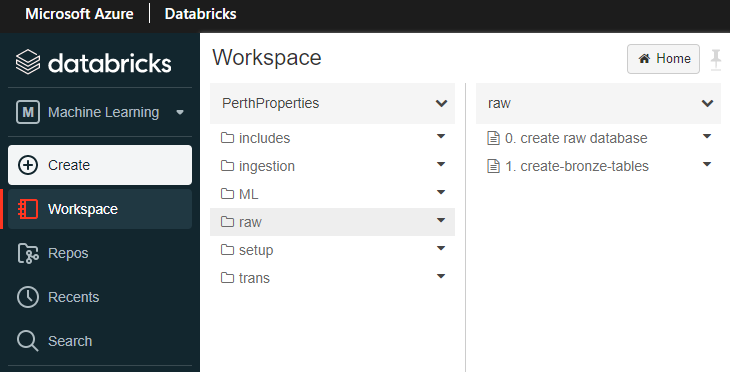 Microsoft Azure Databricks
databricks
M Machine Learning
Create
Workspace
Repos
Recents
Search
Workspace
Home
PerthProperties
includes
ingestion
ML
raw
setup
trans
raw
0. create raw database
1. create-bronze-tables